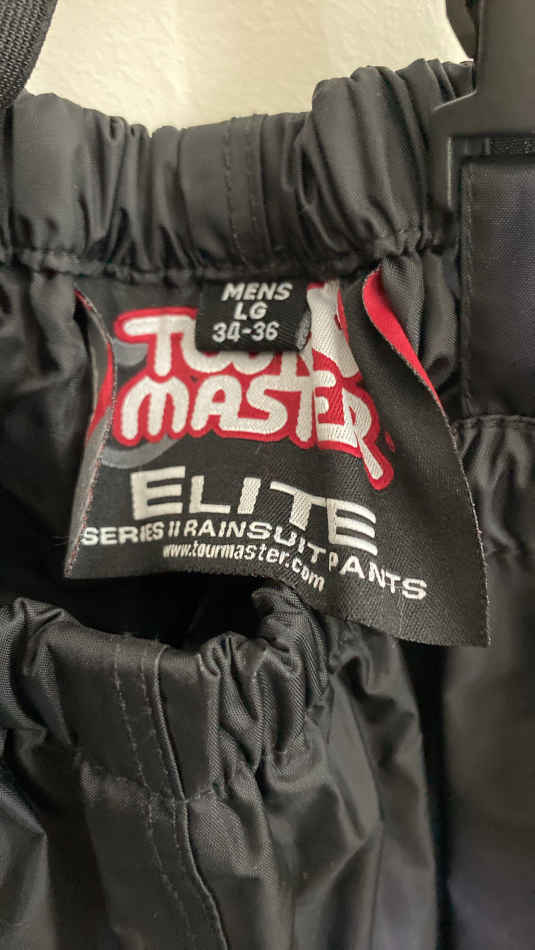 MENS
LG
34-36
TOUR
MASTER
ELITE
SERIES II RAINSUIT PANTS
www.tourmaster.com